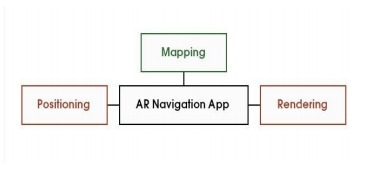 Mapping
Positioning
AR Navigation App
Rendering